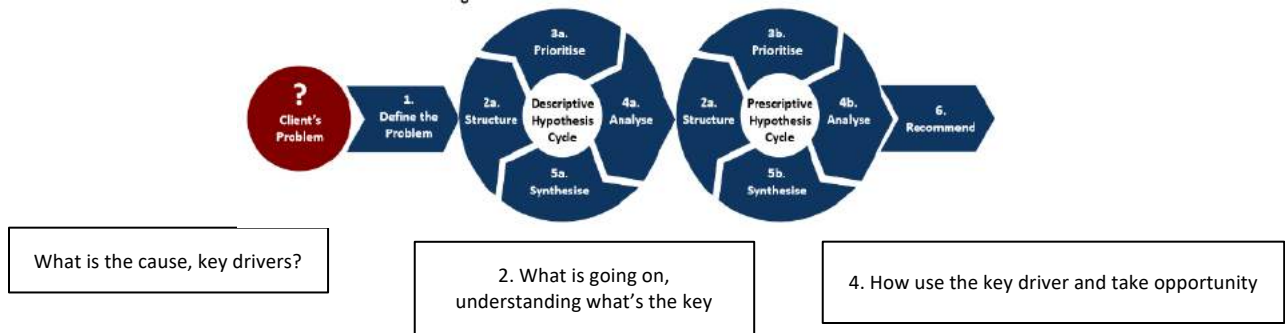 ?
Client's
Problem
1.
Define the
Problem
2a.
Structure
3a.
Prioritise
Descriptive
Hypothesis
Cycle
4a.
Analyse
5a.
Synthesise
2a.
Structure
3b.
Prioritise
Prescriptive
Hypothesis
Cycle
4b.
Analyse
5b.
Synthesise
6.
Recommend
What is the cause, key drivers?
2. What is going on,
understanding what's the key
4. How use the key driver and take opportunity